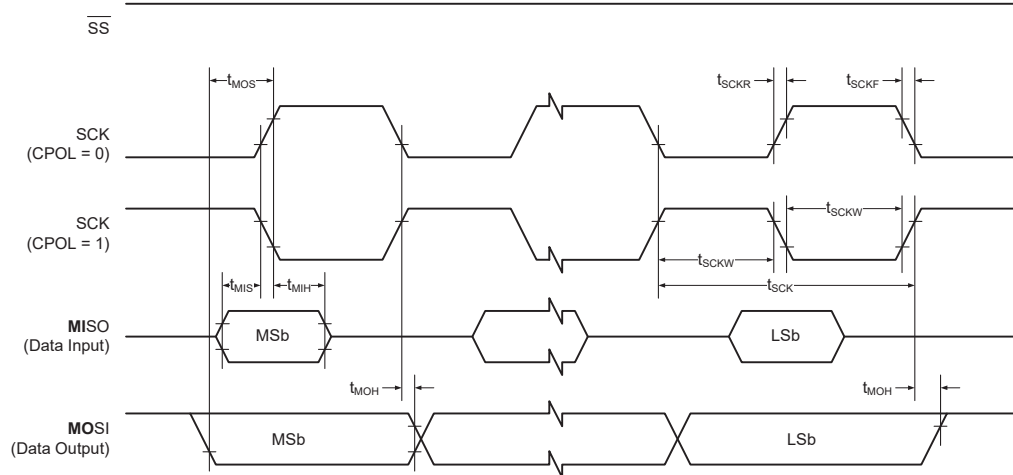 SS
tMOS
tSCKR
tSCKF
SCK
(CPOL = 0)
SCK
(CPOL = 1)
tSCKW
tSCKW
tSCK
tMIS
tMIH
MISO
(Data Input)
MSb
LSb
tMOH
tMOH
MOSI
(Data Output)
MSb
LSb